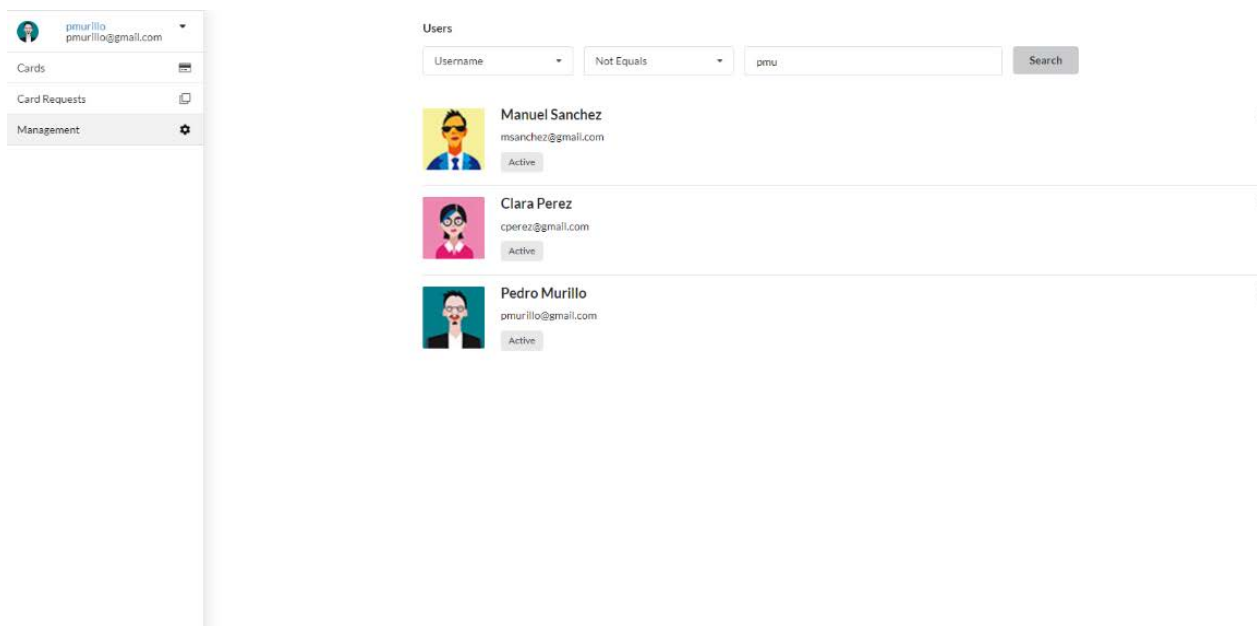 pmurillo
pmurillo@gmail.com
Cards
Card Requests
Management
Users
Username
Not Equals
pmu
Search
Manuel Sanchez
msanchez@gmail.com
Active
Clara Perez
cperez@gmail.com
Active
Pedro Murillo
pmurillo@gmail.com
Active